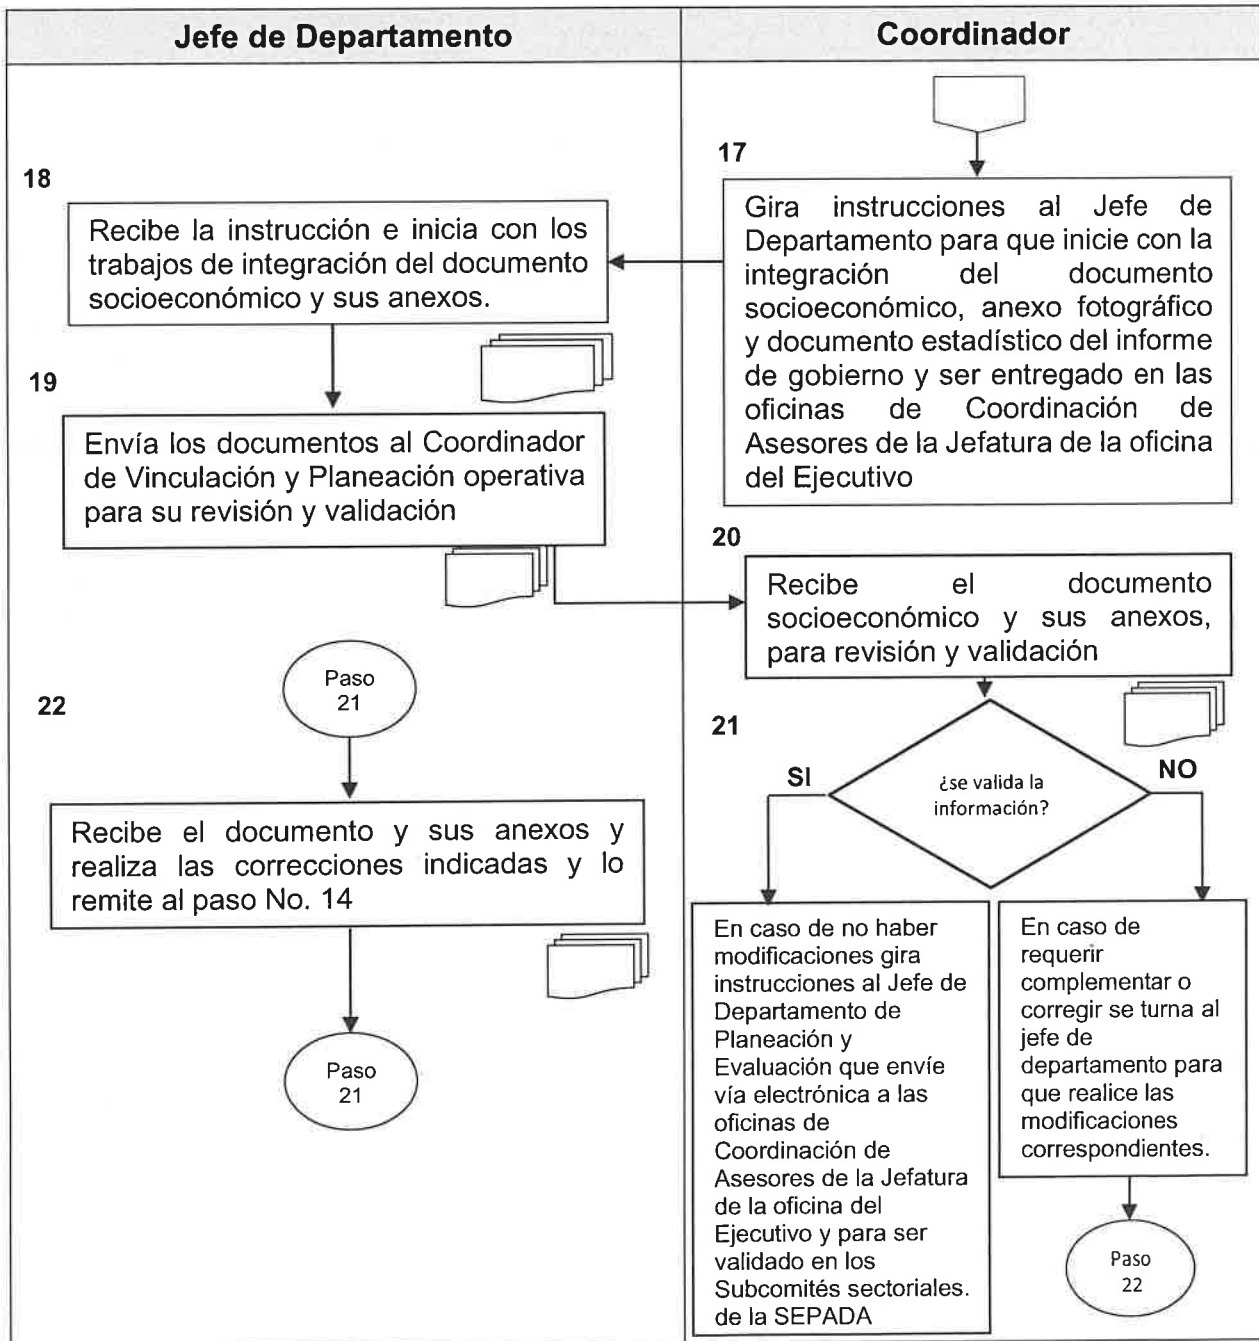 Jefe de Departamento
Coordinador
17
Gira instrucciones al Jefe de
Departamento para que inicie con la
integración del documento
socioeconómico, anexo fotográfico
y documento estadístico del informe
de gobierno y ser entregado en las
oficinas de Coordinación de
Asesores de la Jefatura de la oficina
del Ejecutivo
18
Recibe la instrucción e inicia con los
trabajos de integración del documento
socioeconómico y sus anexos.
19
Envía los documentos al Coordinador
de Vinculación y Planeación operativa
para su revisión y validación
20
Recibe el documento
socioeconómico y sus anexos,
para revisión y validación
21
¿se valida la
información?
SI
NO
En caso de no haber
modificaciones gira
instrucciones al Jefe de
Departamento de
Planeación y
Evaluación que envíe
vía electrónica a las
oficinas de
Coordinación de
Asesores de la Jefatura
de la oficina del
Ejecutivo y para ser
validado en los
Subcomités sectoriales.
de la SEPADA
En caso de
requerir
complementar o
corregir se turna al
jefe de
departamento para
que realice las
modificaciones
correspondientes.
Paso
22
Paso
21
22
Recibe el documento y sus anexos y
realiza las correcciones indicadas y lo
remite al paso No. 14
Paso
21